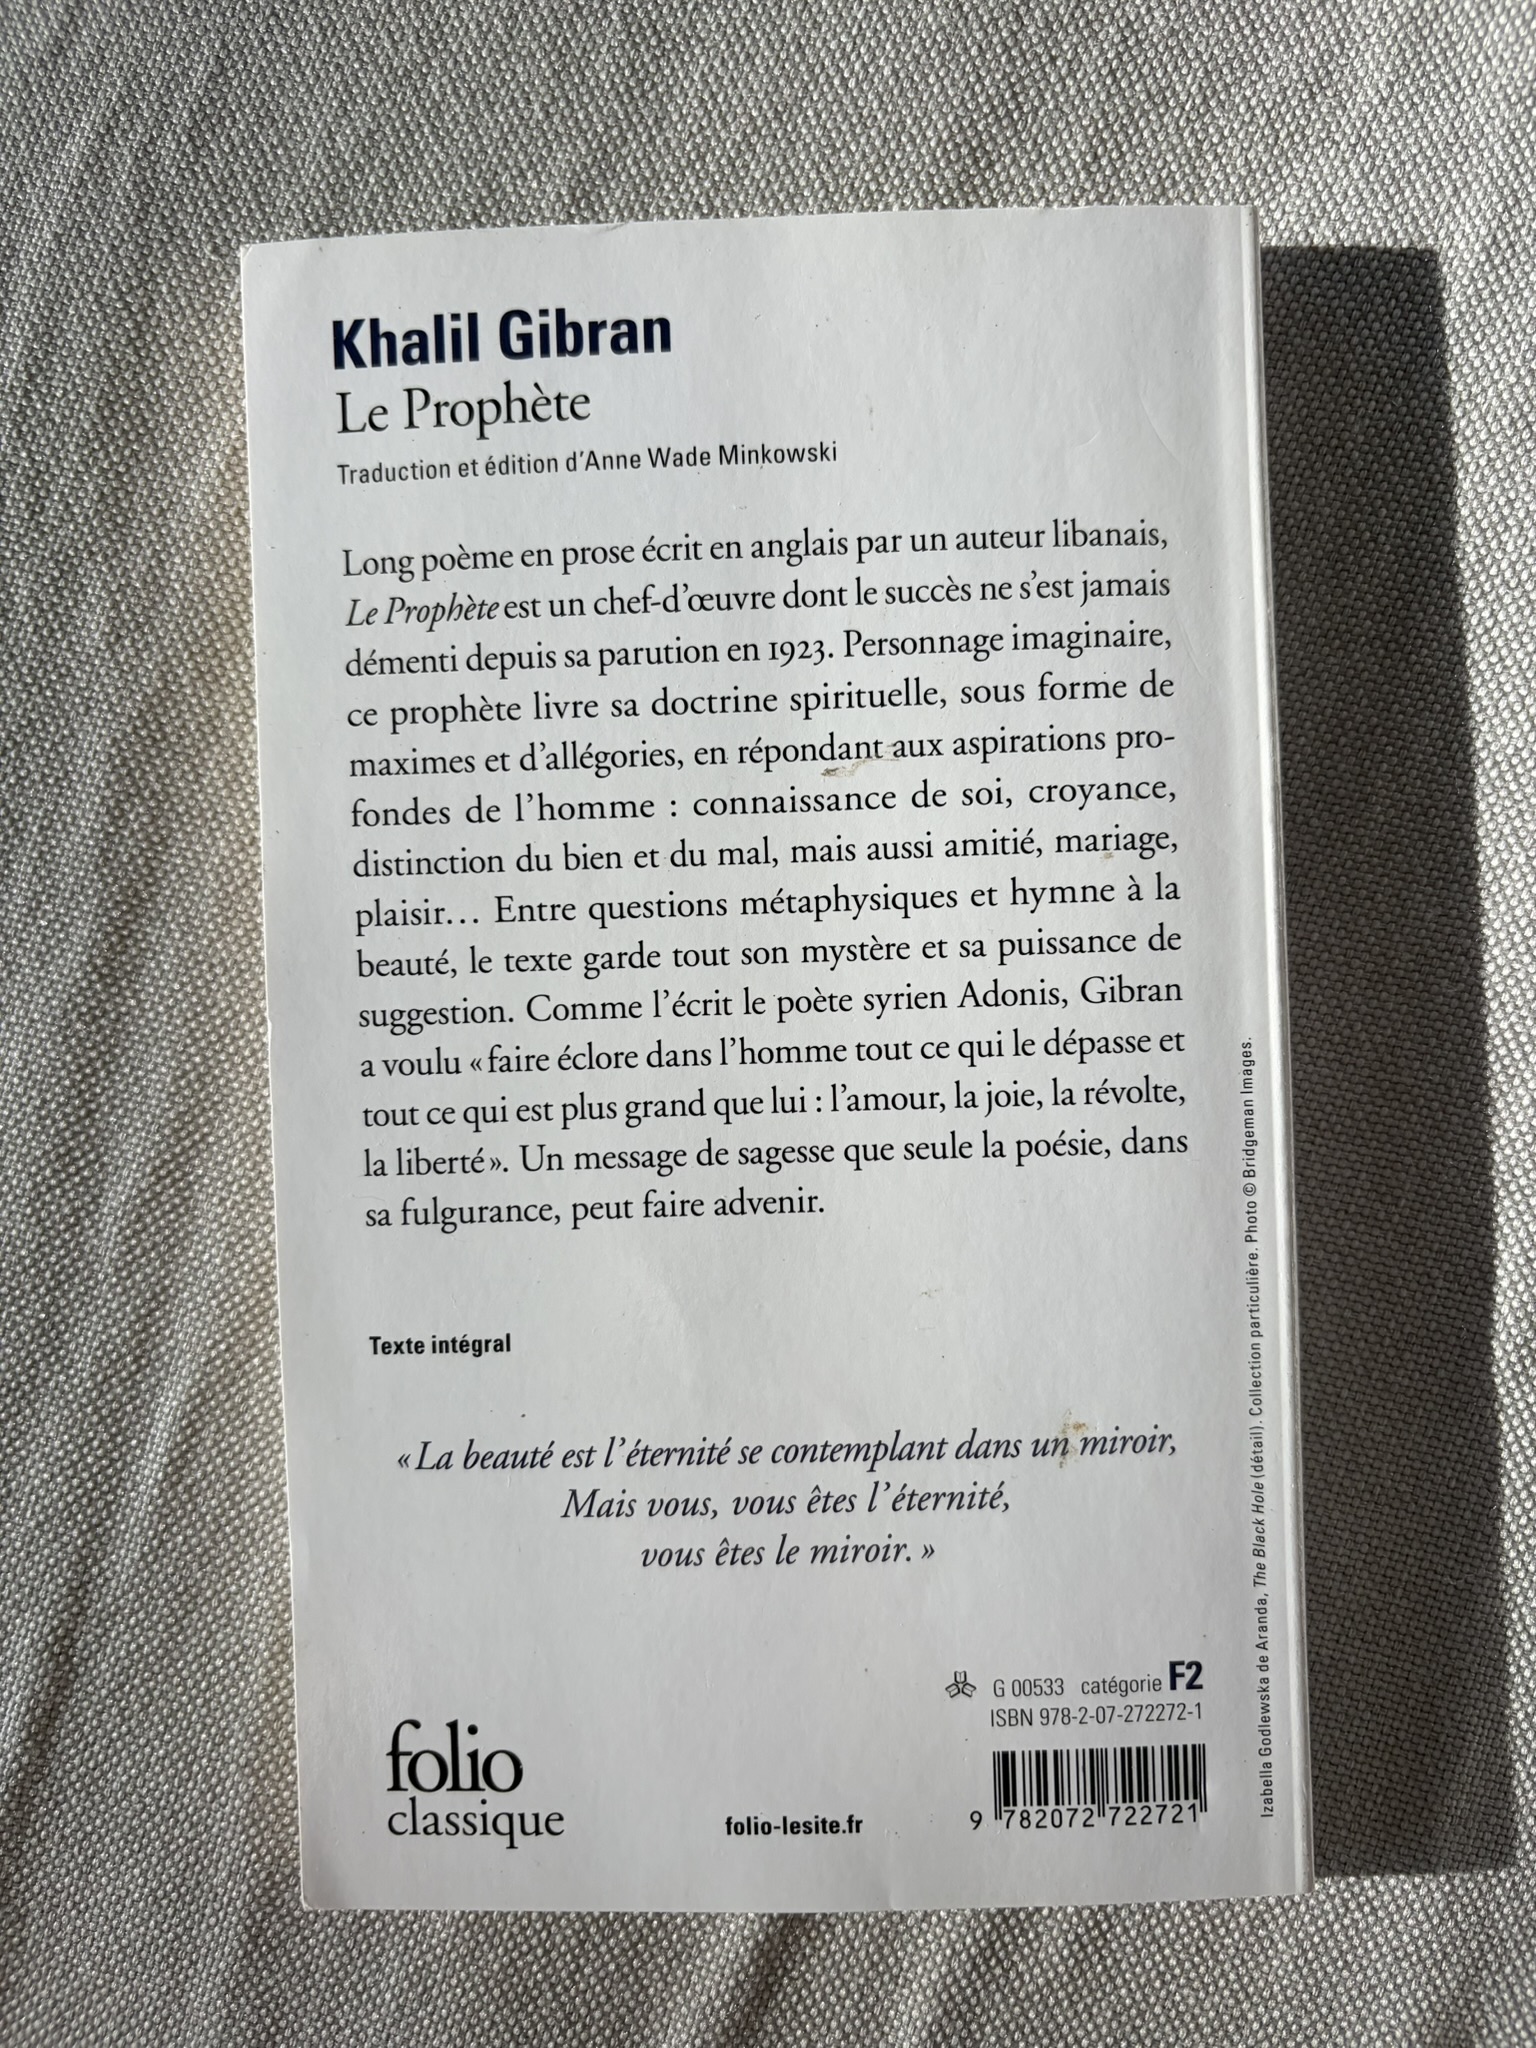 Khalil Gibran
Le Prophète
Traduction et édition d'Anne Wade Minkowski
Long poème en prose écrit en anglais par un auteur libanais,
Le Prophète est un chef-d'œuvre dont le succès ne s'est jamais
démenti depuis sa parution en 1923. Personnage imaginaire,
ce prophète livre sa doctrine spirituelle, sous forme de
maximes et d'allégories, en répondant aux aspirations pro-
fondes de l'homme : connaissance de soi, croyance,
distinction du bien et du mal, mais aussi amitié, mariage,
plaisir… Entre questions métaphysiques et hymne à la
beauté, le texte garde tout son mystère et sa puissance de
suggestion. Comme l'écrit le poète syrien Adonis, Gibran
a voulu « faire éclore dans l'homme tout ce qui le dépasse et
tout ce qui est plus grand que lui : l'amour, la joie, la révolte,
la liberté ». Un message de sagesse que seule la poésie, dans
sa fulgurance, peut faire advenir.
Texte intégral
« La beauté est l'éternité se contemplant dans un miroir,
Mais vous, vous êtes l'éternité,
vous êtes le miroir. »
G 00533 catégorie F2
ISBN 978-2-07-272272-1
folio
classique
folio-lesite.fr
9 782072 722721
Izabella Godlewska de Aranda, The Black Hole (détail). Collection particulière. Photo © Bridgeman Images.